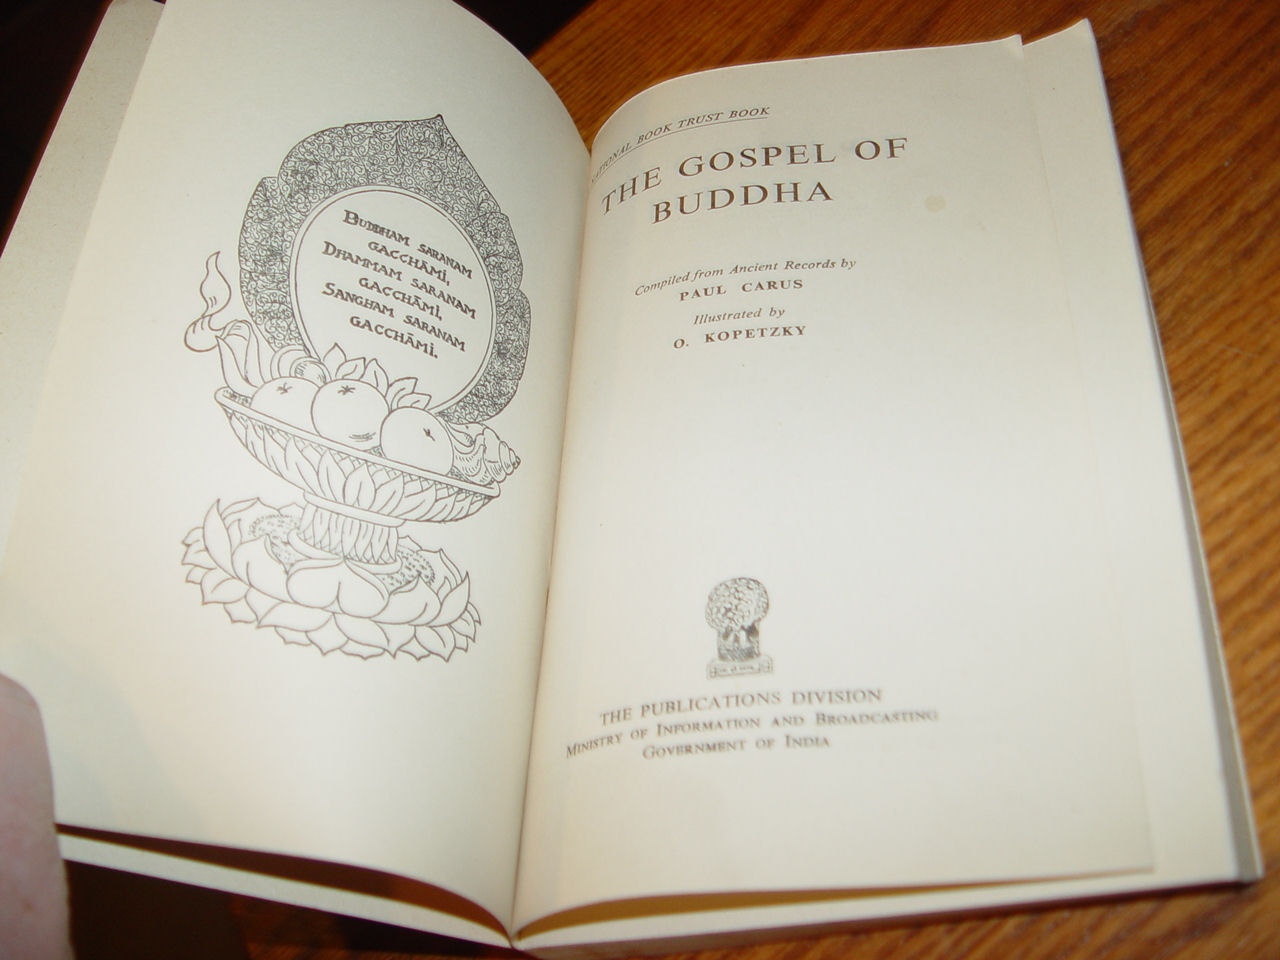 BUDDHAM SARANAM
GACCHĀMI,
DHAMMAM SARANAM
GACCHĀMI,
SANGHAM SARANAM
GACCHĀMI.
NATIONAL BOOK TRUST BOOK
THE GOSPEL OF
BUDDHA
Compiled from Ancient Records by
PAUL CARUS
Illustrated by
O. KOPETZKY
THE PUBLICATIONS DIVISION
MINISTRY OF INFORMATION AND BROADCASTING
GOVERNMENT OF INDIA